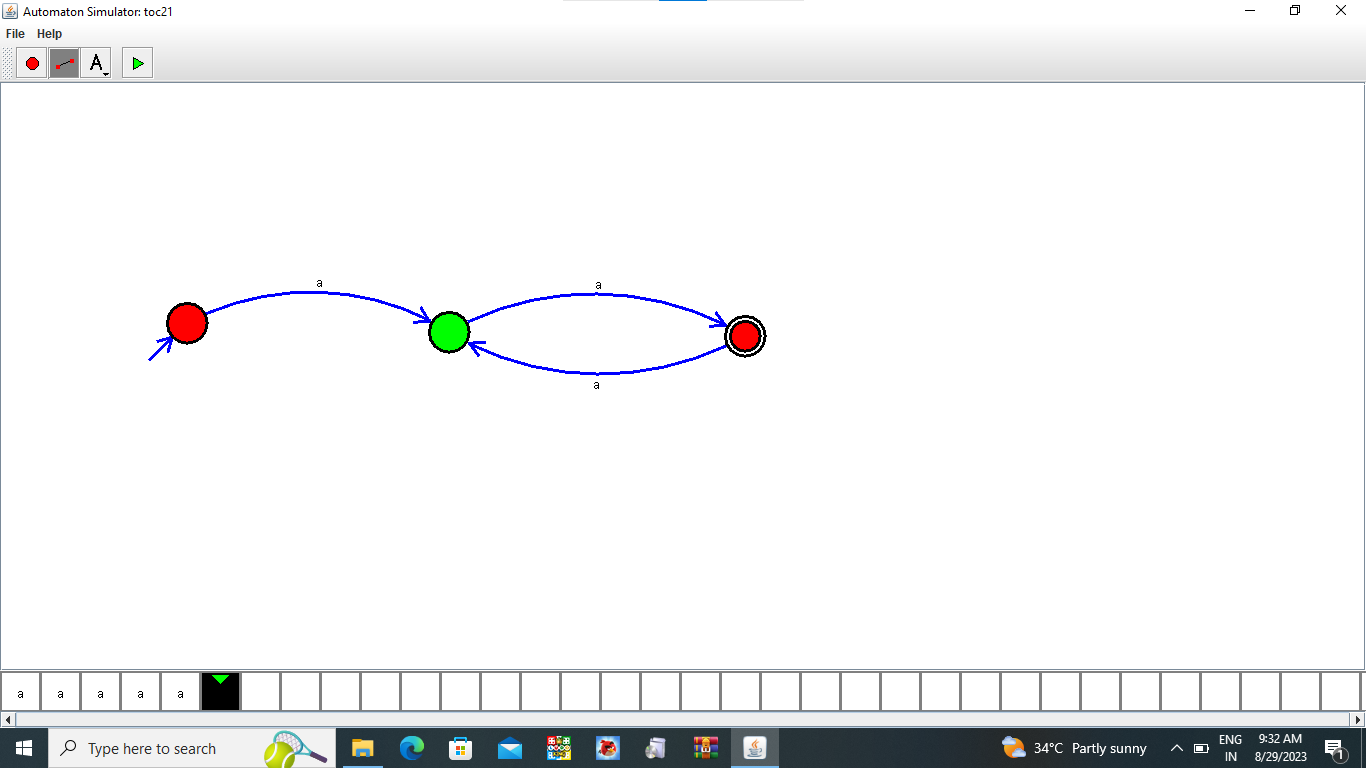 Automaton Simulator: toc21
File Help
A
a
a
a
a a a a a
Type here to search
34°C Partly sunny
ENG
IN
9:32 AM
8/29/2023
1